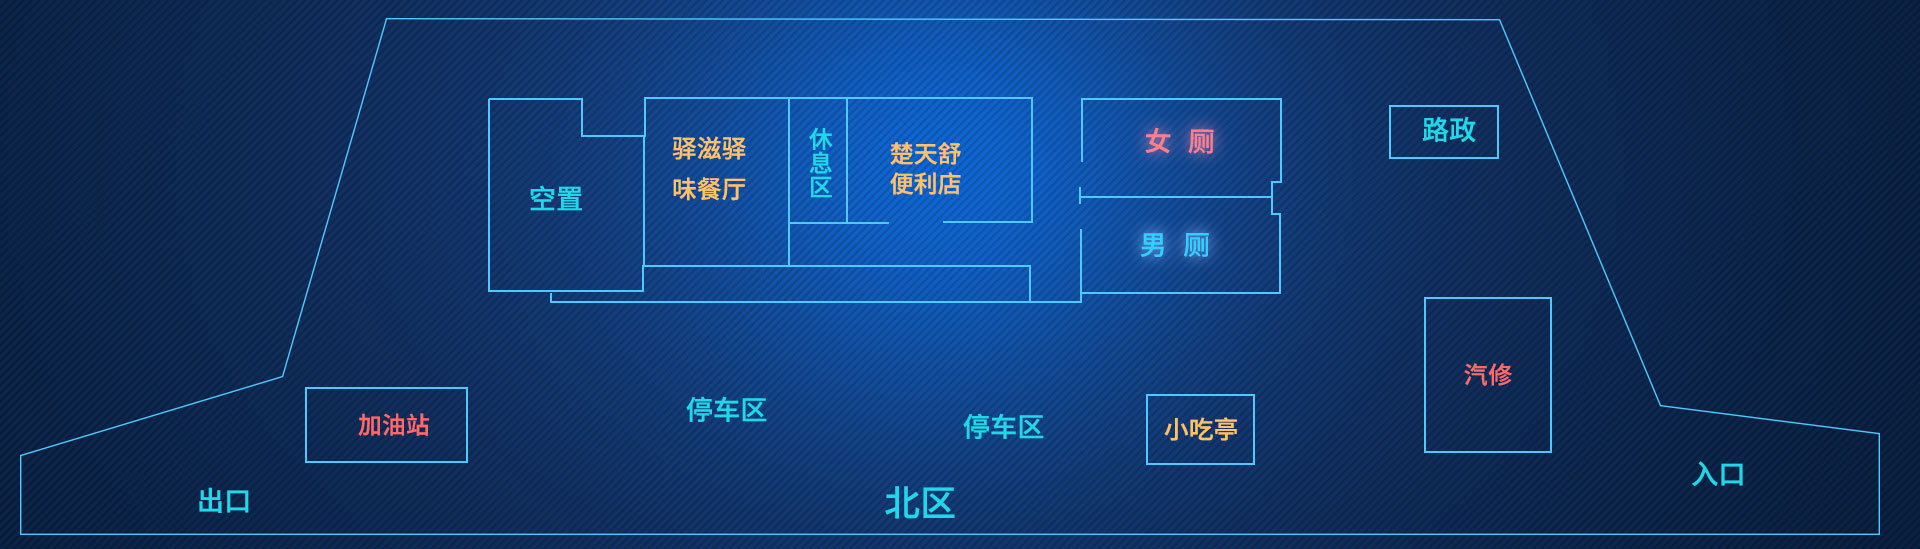 空置
驿滋驿
味餐厅
休息区
楚天舒
便利店
女 厕
男 厕
路政
汽修
加油站
停车区
停车区
小吃亭
出口
北区
入口